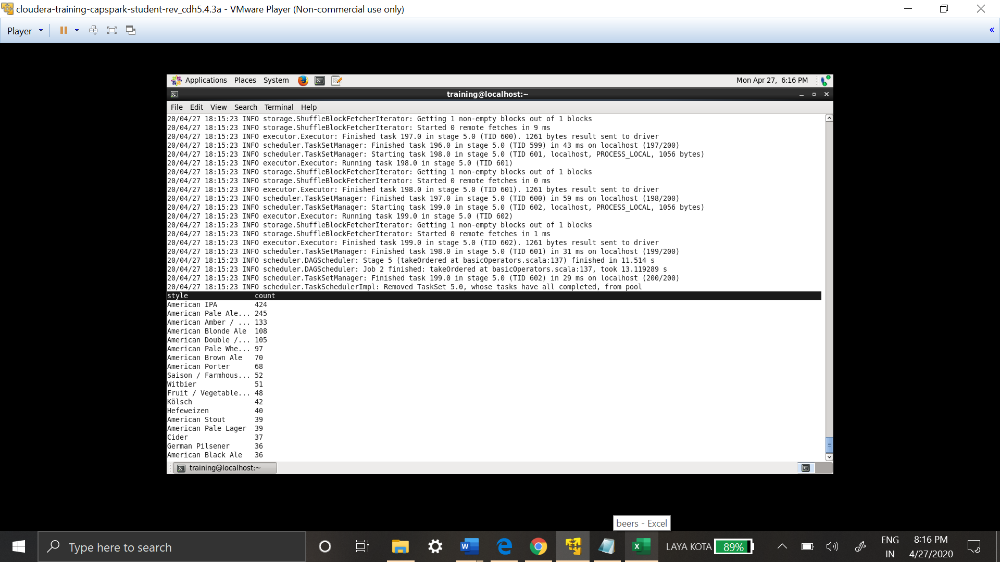 cloudera-training-capspark-student-rev_cdh5.4.3a - VMware Player (Non-commercial use only)
Player
Applications Places System Mon Apr 27, 6:16 PM
training@localhost:~
File Edit View Search Terminal Help
20/04/27 18:15:23 INFO storage.ShuffleBlockFetcherIterator: Getting 1 non-empty blocks out of 1 blocks
20/04/27 18:15:23 INFO storage.ShuffleBlockFetcherIterator: Started 0 remote fetches in 9 ms
20/04/27 18:15:23 INFO executor.Executor: Finished task 197.0 in stage 5.0 (TID 600). 1261 bytes result sent to driver
20/04/27 18:15:23 INFO scheduler.TaskSetManager: Finished task 196.0 in stage 5.0 (TID 599) in 43 ms on localhost (197/200)
20/04/27 18:15:23 INFO scheduler.TaskSetManager: Starting task 198.0 in stage 5.0 (TID 601, localhost, PROCESS_LOCAL, 1056 bytes)
20/04/27 18:15:23 INFO executor.Executor: Running task 198.0 in stage 5.0 (TID 601)
20/04/27 18:15:23 INFO storage.ShuffleBlockFetcherIterator: Getting 1 non-empty blocks out of 1 blocks
20/04/27 18:15:23 INFO storage.ShuffleBlockFetcherIterator: Started 0 remote fetches in 0 ms
20/04/27 18:15:23 INFO executor.Executor: Finished task 198.0 in stage 5.0 (TID 601). 1261 bytes result sent to driver
20/04/27 18:15:23 INFO scheduler.TaskSetManager: Finished task 197.0 in stage 5.0 (TID 600) in 59 ms on localhost (198/200)
20/04/27 18:15:23 INFO scheduler.TaskSetManager: Starting task 199.0 in stage 5.0 (TID 602, localhost, PROCESS_LOCAL, 1056 bytes)
20/04/27 18:15:23 INFO executor.Executor: Running task 199.0 in stage 5.0 (TID 602)
20/04/27 18:15:23 INFO storage.ShuffleBlockFetcherIterator: Getting 1 non-empty blocks out of 1 blocks
20/04/27 18:15:23 INFO storage.ShuffleBlockFetcherIterator: Started 0 remote fetches in 1 ms
20/04/27 18:15:23 INFO executor.Executor: Finished task 199.0 in stage 5.0 (TID 602). 1261 bytes result sent to driver
20/04/27 18:15:23 INFO scheduler.TaskSetManager: Finished task 198.0 in stage 5.0 (TID 601) in 31 ms on localhost (199/200)
20/04/27 18:15:23 INFO scheduler.DAGScheduler: Stage 5 (takeOrdered at basicOperators.scala:137) finished in 11.514 s
20/04/27 18:15:23 INFO scheduler.DAGScheduler: Job 2 finished: takeOrdered at basicOperators.scala:137, took 13.119289 s
20/04/27 18:15:23 INFO scheduler.TaskSetManager: Finished task 199.0 in stage 5.0 (TID 602) in 29 ms on localhost (200/200)
20/04/27 18:15:23 INFO scheduler.TaskSchedulerImpl: Removed TaskSet 5.0, whose tasks have all completed, from pool
style count
American IPA 424
American Pale Ale... 245
American Amber / ... 133
American Blonde Ale 108
American Double /... 105
American Pale Whe... 97
American Brown Ale 70
American Porter 68
Saison / Farmhous... 52
Witbier 51
Fruit / Vegetable... 48
Kölsch 42
Hefeweizen 40
American Stout 39
American Pale Lager 39
Cider 37
German Pilsener 36
American Black Ale 36
training@localhost:~
beers - Excel
Type here to search
LAYA KOTA 89%
ENG 8:16 PM
IN 4/27/2020